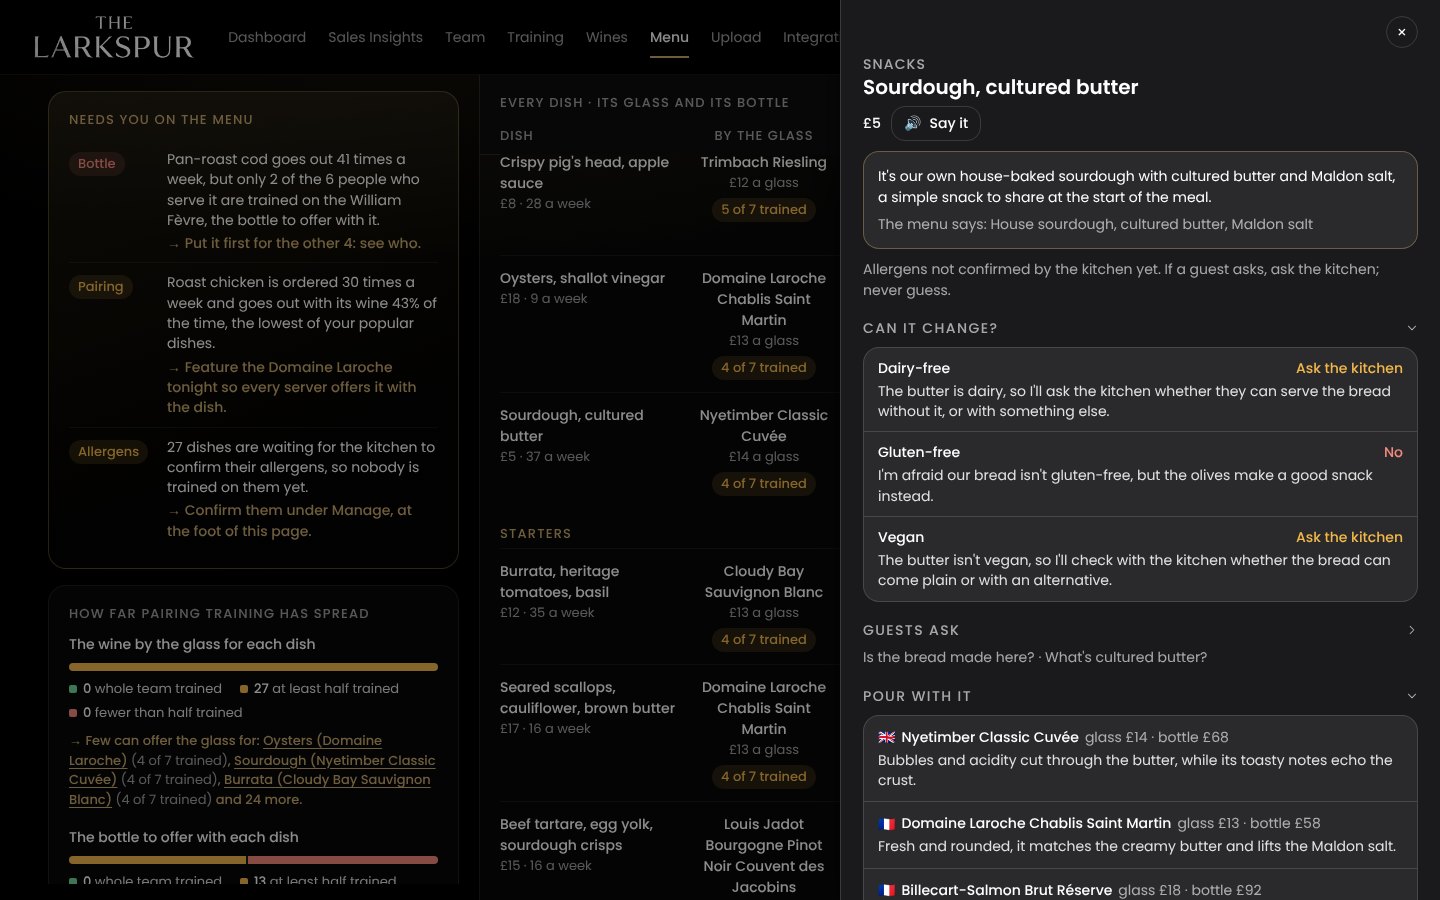 THE
LARKSPUR
Dashboard Sales Insights Team Training Wines Menu Upload Integrat
NEEDS YOU ON THE MENU
Bottle
Pan-roast cod goes out 41 times a
week, but only 2 of the 6 people who
serve it are trained on the William
Fèvre, the bottle to offer with it.
→ Put it first for the other 4: see who.
Pairing
Roast chicken is ordered 30 times a
week and goes out with its wine 43% of
the time, the lowest of your popular
dishes.
→ Feature the Domaine Laroche
tonight so every server offers it with
the dish.
Allergens
27 dishes are waiting for the kitchen to
confirm their allergens, so nobody is
trained on them yet.
→ Confirm them under Manage, at
the foot of this page.
HOW FAR PAIRING TRAINING HAS SPREAD
The wine by the glass for each dish
0 whole team trained 27 at least half trained
0 fewer than half trained
→ Few can offer the glass for: Oysters (Domaine
Laroche) (4 of 7 trained), Sourdough (Nyetimber Classic
Cuvée) (4 of 7 trained), Burrata (Cloudy Bay Sauvignon
Blanc) (4 of 7 trained) and 24 more.
The bottle to offer with each dish
0 whole team trained 13 at least half trained
EVERY DISH · ITS GLASS AND ITS BOTTLE
DISH BY THE GLASS
Crispy pig's head, apple
sauce
£8 · 28 a week
Trimbach Riesling
£12 a glass
5 of 7 trained
Oysters, shallot vinegar
£18 · 9 a week
Domaine Laroche
Chablis Saint
Martin
£13 a glass
4 of 7 trained
Sourdough, cultured
butter
£5 · 37 a week
Nyetimber Classic
Cuvée
£14 a glass
4 of 7 trained
STARTERS
Burrata, heritage
tomatoes, basil
£12 · 35 a week
Cloudy Bay
Sauvignon Blanc
£13 a glass
4 of 7 trained
Seared scallops,
cauliflower, brown butter
£17 · 16 a week
Domaine Laroche
Chablis Saint
Martin
£13 a glass
4 of 7 trained
Beef tartare, egg yolk,
sourdough crisps
£15 · 16 a week
Louis Jadot
Bourgogne Pinot
Noir Couvent des
Jacobins
×
SNACKS
Sourdough, cultured butter
£5 🔊 Say it
It's our own house-baked sourdough with cultured butter and Maldon salt,
a simple snack to share at the start of the meal.
The menu says: House sourdough, cultured butter, Maldon salt
Allergens not confirmed by the kitchen yet. If a guest asks, ask the kitchen;
never guess.
CAN IT CHANGE?
Dairy-free Ask the kitchen
The butter is dairy, so I'll ask the kitchen whether they can serve the bread
without it, or with something else.
Gluten-free No
I'm afraid our bread isn't gluten-free, but the olives make a good snack
instead.
Vegan Ask the kitchen
The butter isn't vegan, so I'll check with the kitchen whether the bread can
come plain or with an alternative.
GUESTS ASK
Is the bread made here? · What's cultured butter?
POUR WITH IT
🇬🇧 Nyetimber Classic Cuvée glass £14 · bottle £68
Bubbles and acidity cut through the butter, while its toasty notes echo the
crust.
🇫🇷 Domaine Laroche Chablis Saint Martin glass £13 · bottle £58
Fresh and rounded, it matches the creamy butter and lifts the Maldon salt.
🇫🇷 Billecart-Salmon Brut Réserve glass £18 · bottle £92